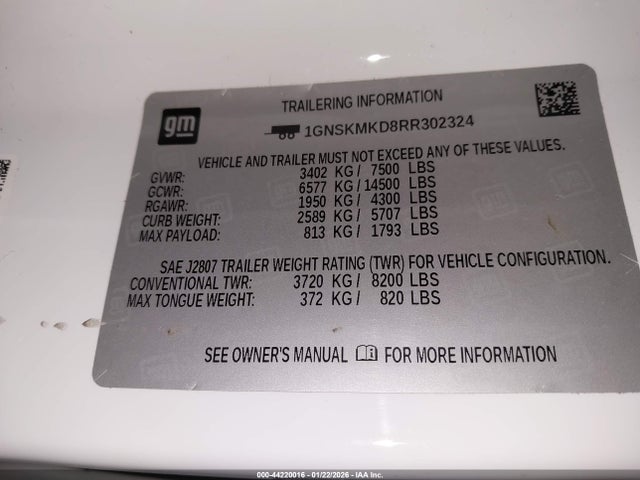 gm
TRAILERING INFORMATION
1GNSKMKD8RR302324
VEHICLE AND TRAILER MUST NOT EXCEED ANY OF THESE VALUES.
GVWR: 3402 KG / 7500 LBS
GCWR: 6577 KG / 14500 LBS
RGAWR: 1950 KG / 4300 LBS
CURB WEIGHT: 2589 KG / 5707 LBS
MAX PAYLOAD: 813 KG / 1793 LBS
SAE J2807 TRAILER WEIGHT RATING (TWR) FOR VEHICLE CONFIGURATION.
CONVENTIONAL TWR: 3720 KG / 8200 LBS
MAX TONGUE WEIGHT: 372 KG / 820 LBS
SEE OWNER'S MANUAL FOR MORE INFORMATION
000-44220016 - 01/22/2026 - IAA Inc.